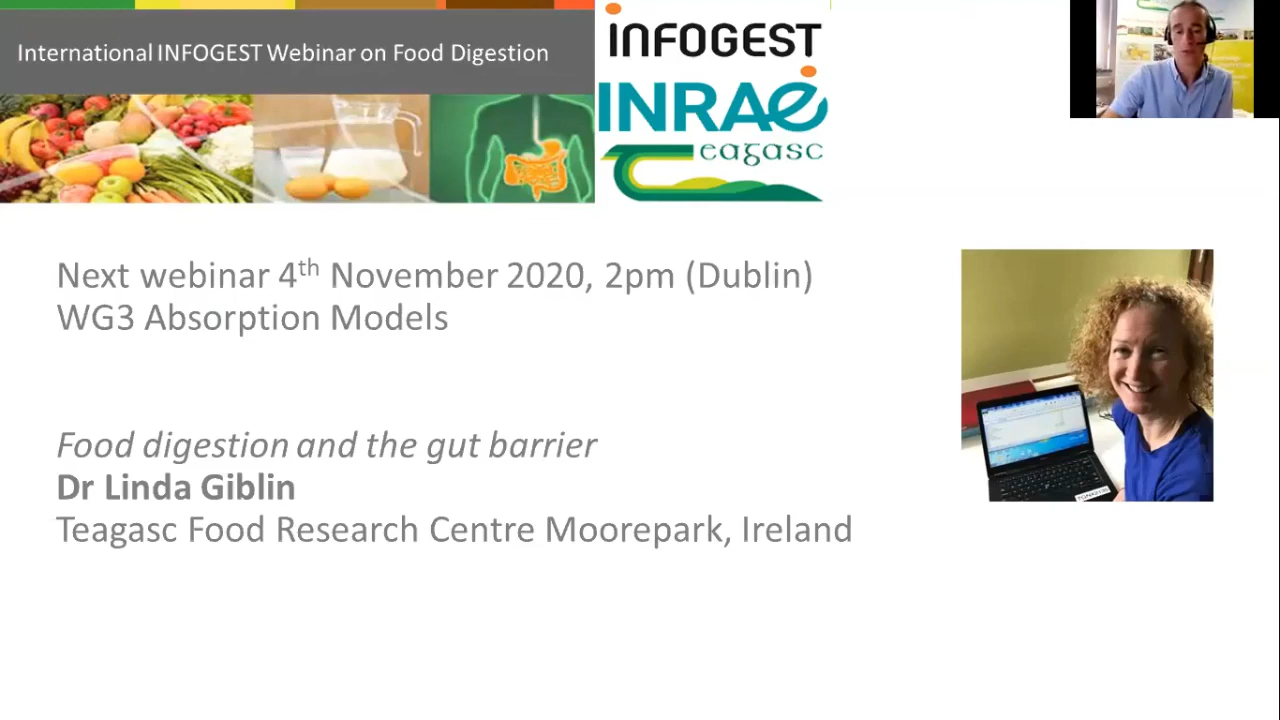 International INFOGEST Webinar on Food Digestion
INFOGEST
INRAE
eagasc
Next webinar 4th November 2020, 2pm (Dublin)
WG3 Absorption Models
Food digestion and the gut barrier
Dr Linda Giblin
Teagasc Food Research Centre Moorepark, Ireland